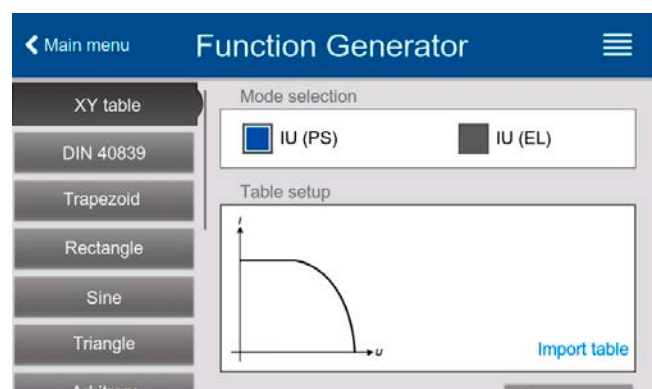 Main menu
Function Generator
XY table
DIN 40839
Trapezoid
Rectangle
Sine
Triangle
Mode selection
IU (PS)
IU (EL)
Table setup
I
U
Import table